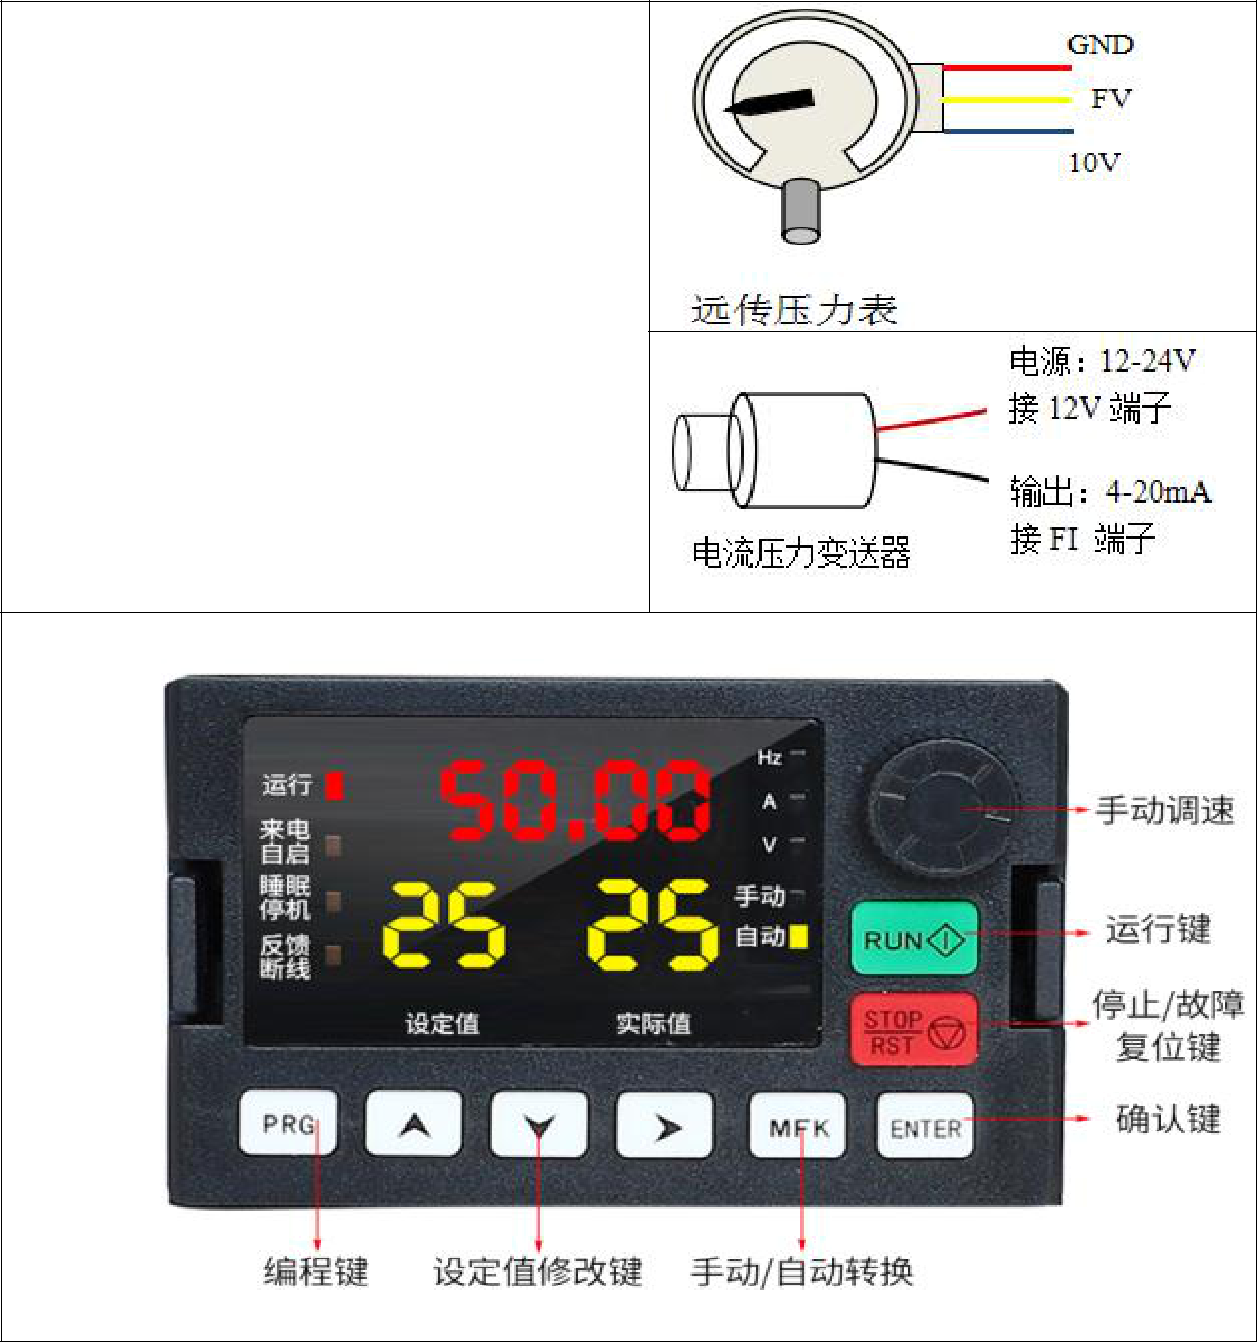 GND
FV
10V
远传压力表
电源：12-24V
接 12V 端子
输出：4-20mA
接 FI 端子
电流压力变送器
运行
来电
自启
睡眠
停机
反馈
断线
50.00
25
25
设定值
实际值
Hz
A
V
手动
自动
RUN
STOP
RST
PRG
MFK
ENTER
手动调速
运行键
停止/故障
复位键
确认键
编程键
设定值修改键
手动/自动转换